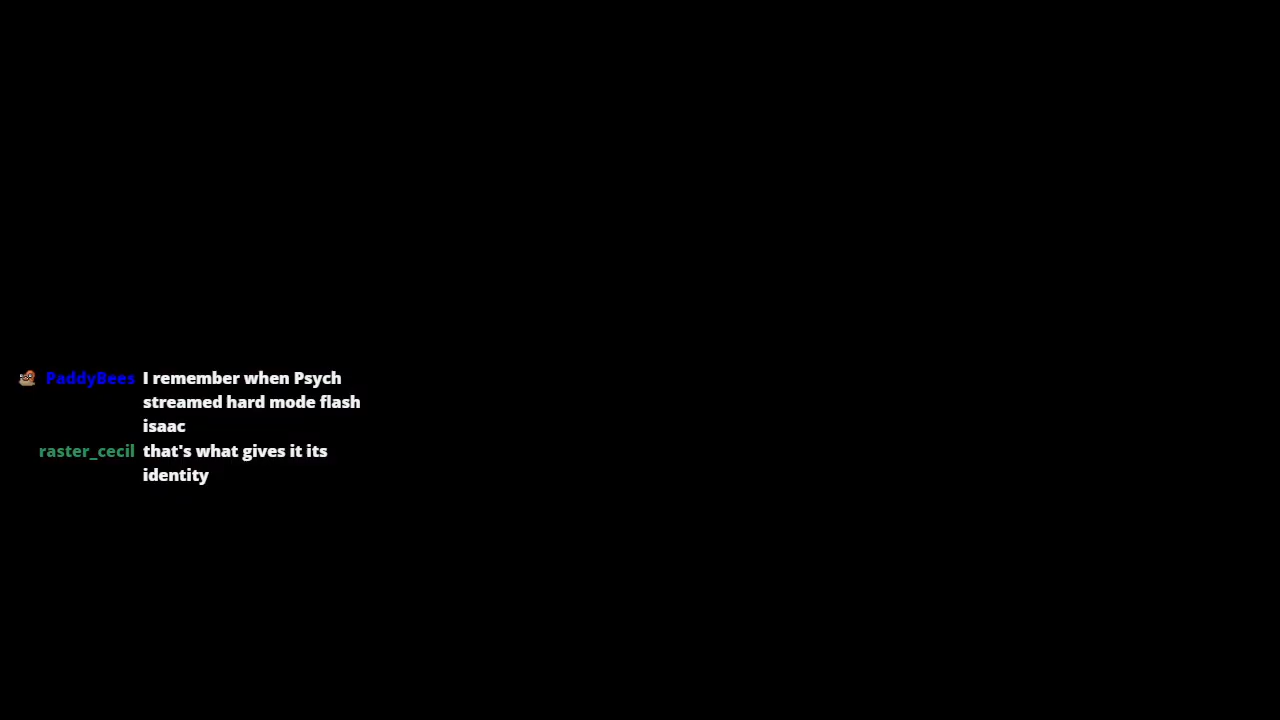 PaddyBees I remember when Psych
streamed hard mode flash
isaac
raster_cecil that's what gives it its
identity